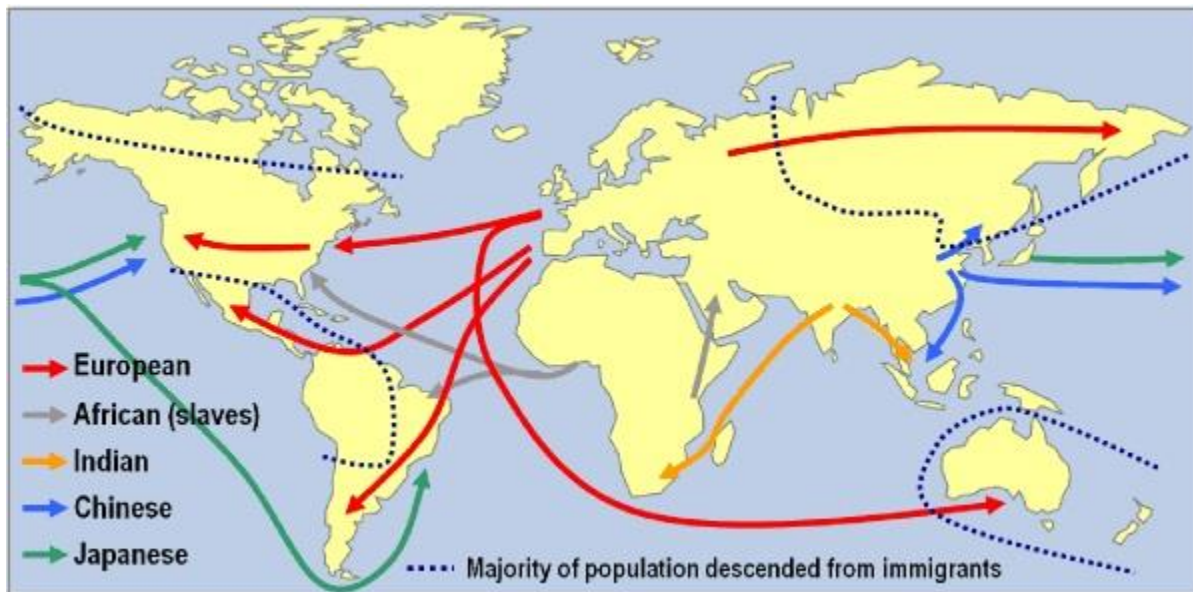 European
African (slaves)
Indian
Chinese
Japanese
Majority of population descended from immigrants